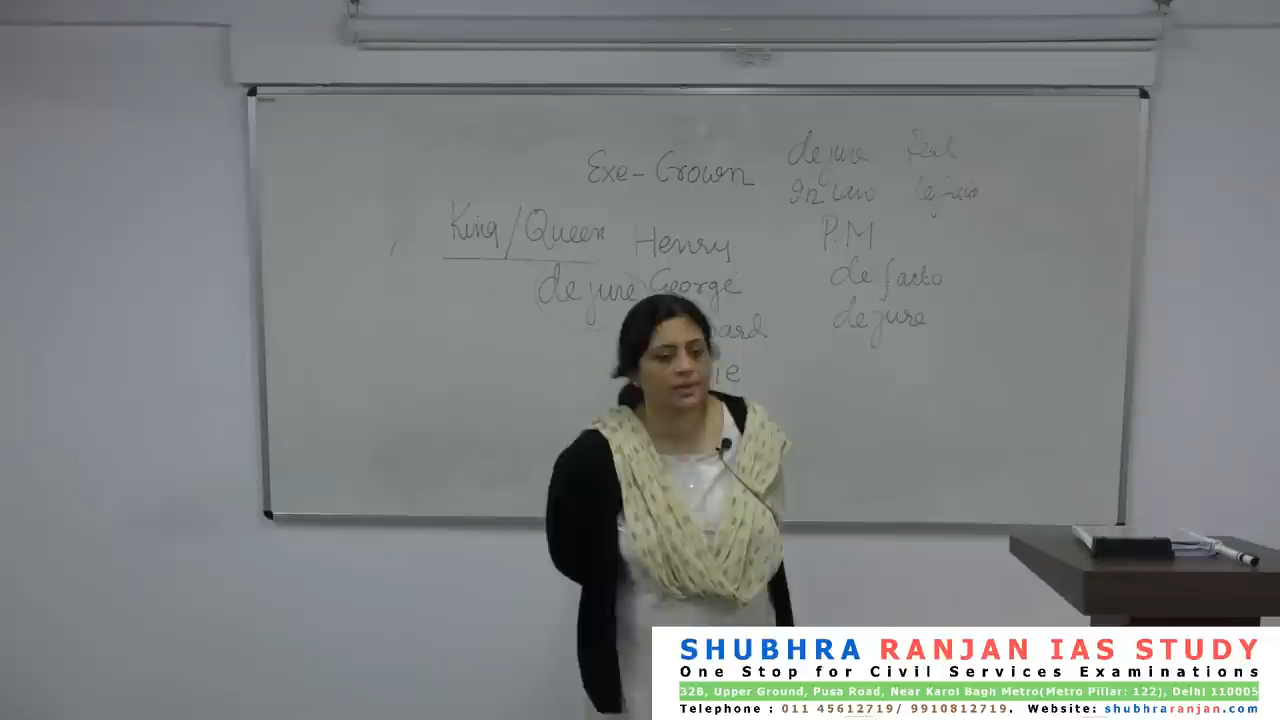 Exe-Crown
de jure Real
In Law
King/Queen Henry P.M
de jure George de facto
de jure
SHUBHRA RANJAN IAS STUDY
One Stop for Civil Services Examinations
32B, Upper Ground, Pusa Road, Near Karol Bagh Metro(Metro Pillar: 122), Delhi 110005
Telephone : 011 45612719/ 9910812719. Website: shubhraranjan.com